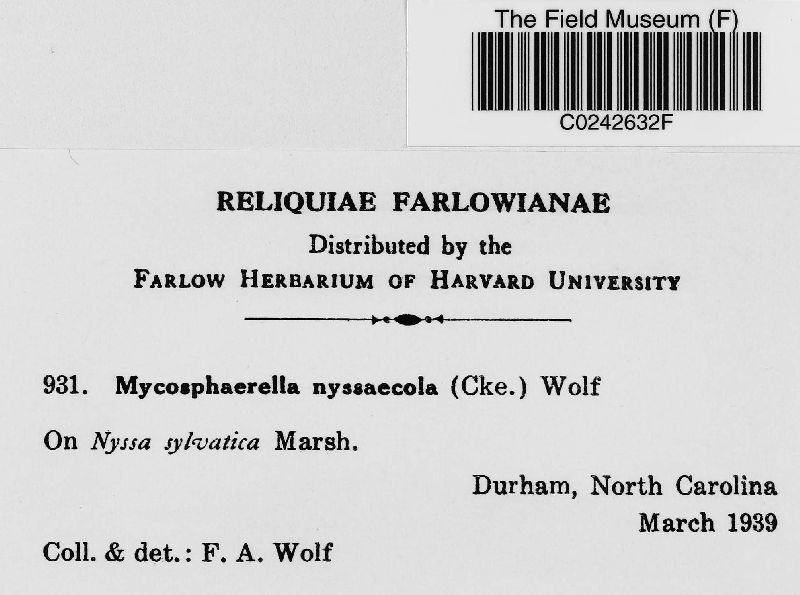 The Field Museum (F)
C0242632F
RELIQUIAE FARLOWIANAE
Distributed by the
FARLOW HERBARIUM OF HARVARD UNIVERSITY
931. Mycosphaerella nyssaecola (Cke.) Wolf
On Nyssa sylvatica Marsh.
Durham, North Carolina
March 1939
Coll. & det.: F. A. Wolf